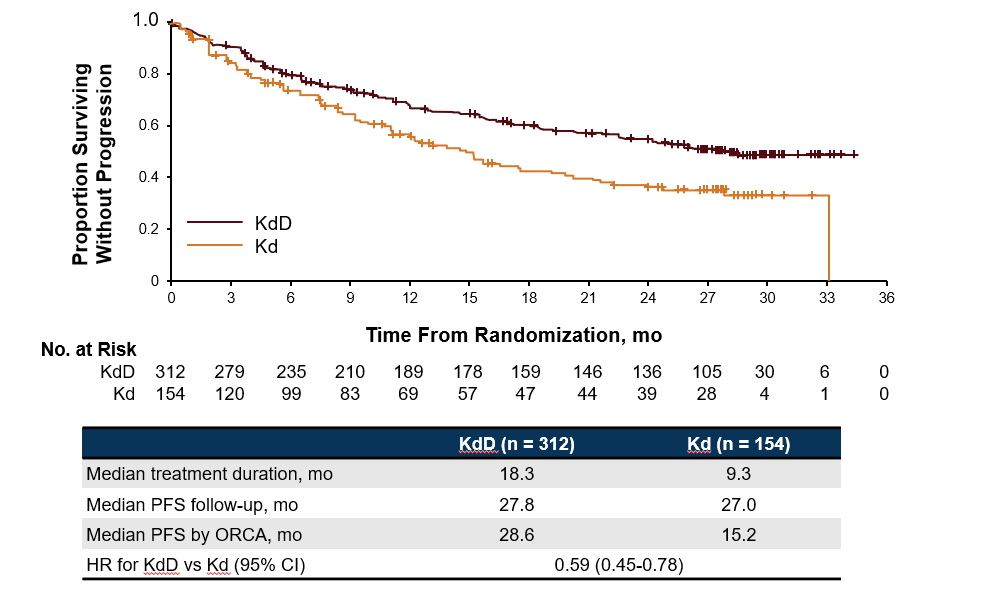 1.0
0.8
0.6
0.4
0.2
0
Proportion Surviving
Without Progression
KdD
Kd
0 3 6 9 12 15 18 21 24 27 30 33 36
Time From Randomization, mo
No. at Risk
KdD 312 279 235 210 189 178 159 146 136 105 30 6 0
Kd 154 120 99 83 69 57 47 44 39 28 4 1 0
KdD (n = 312) Kd (n = 154)
Median treatment duration, mo 18.3 9.3
Median PFS follow-up, mo 27.8 27.0
Median PFS by ORCA, mo 28.6 15.2
HR for KdD vs Kd (95% CI) 0.59 (0.45-0.78)